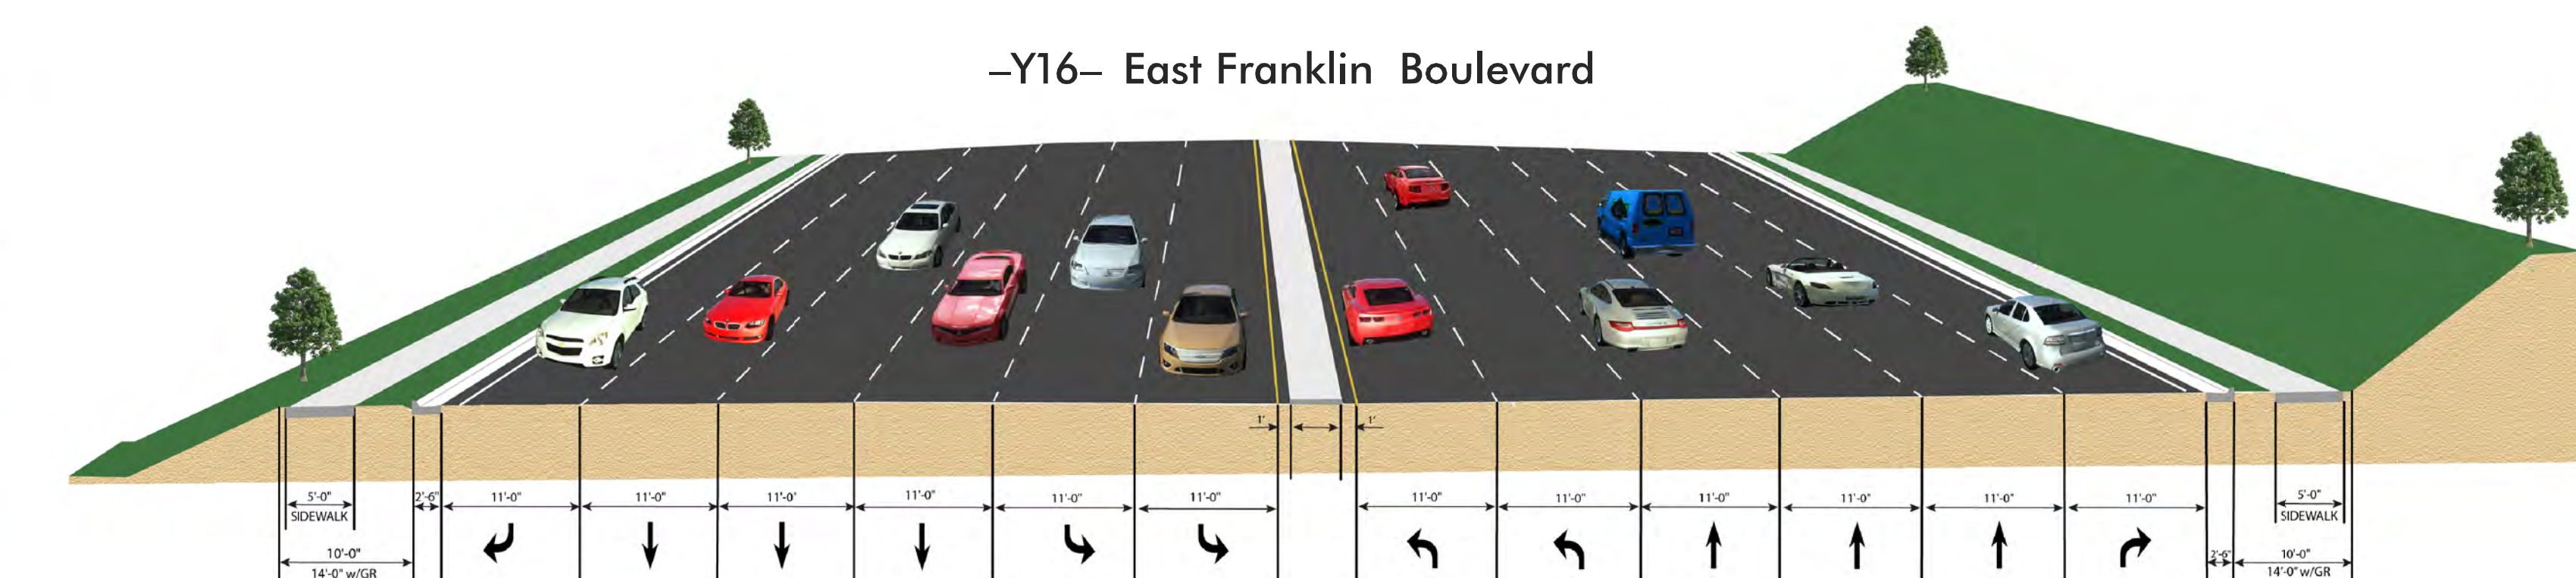 –Y16– East Franklin Boulevard
1' 1'
5'-0" 2'-6" 11'-0" 11'-0" 11'-0' 11'-0" 11'-0" 11'-0" 11'-0" 11'-0" 11'-0" 11'-0" 11'-0" 11'-0" 5'-0"
SIDEWALK SIDEWALK
10'-0" 2'-6" 10'-0"
14'-0" w/GR 14'-0" w/GR